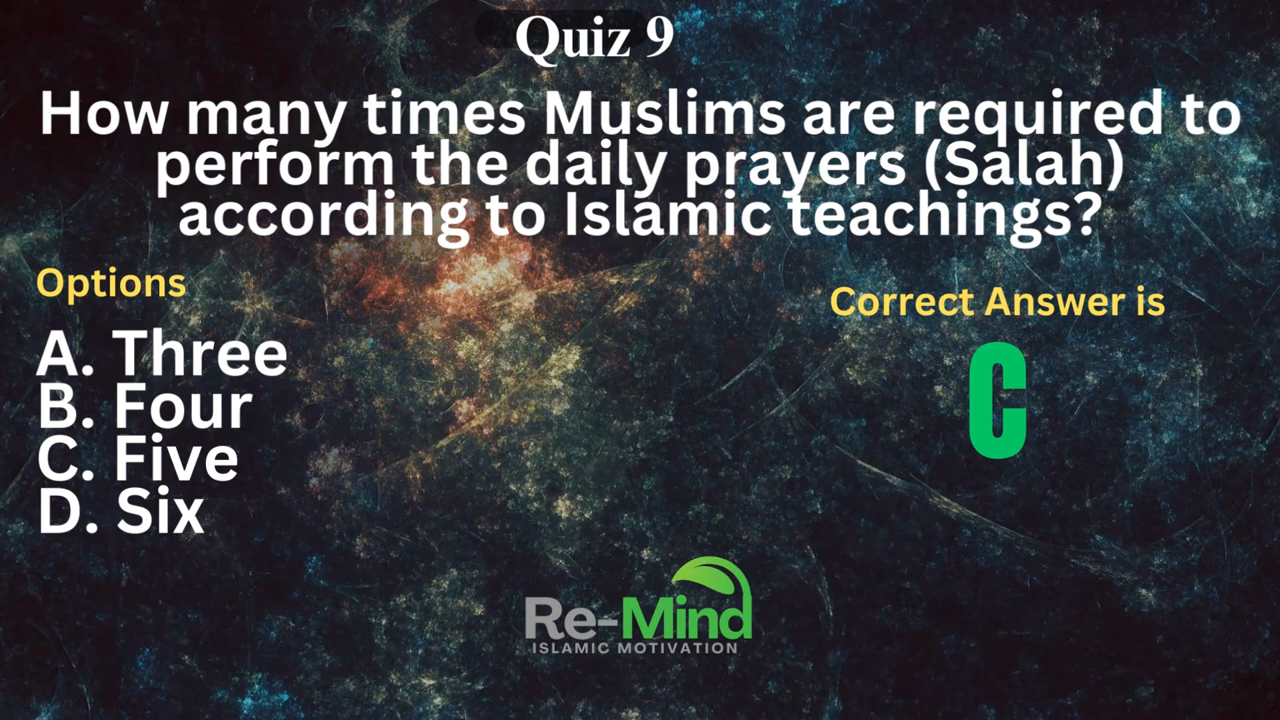 Quiz 9
How many times Muslims are required to
perform the daily prayers (Salah)
according to Islamic teachings?
Options
A. Three
B. Four
C. Five
D. Six
Correct Answer is
C
Re-Mind
ISLAMIC MOTIVATION